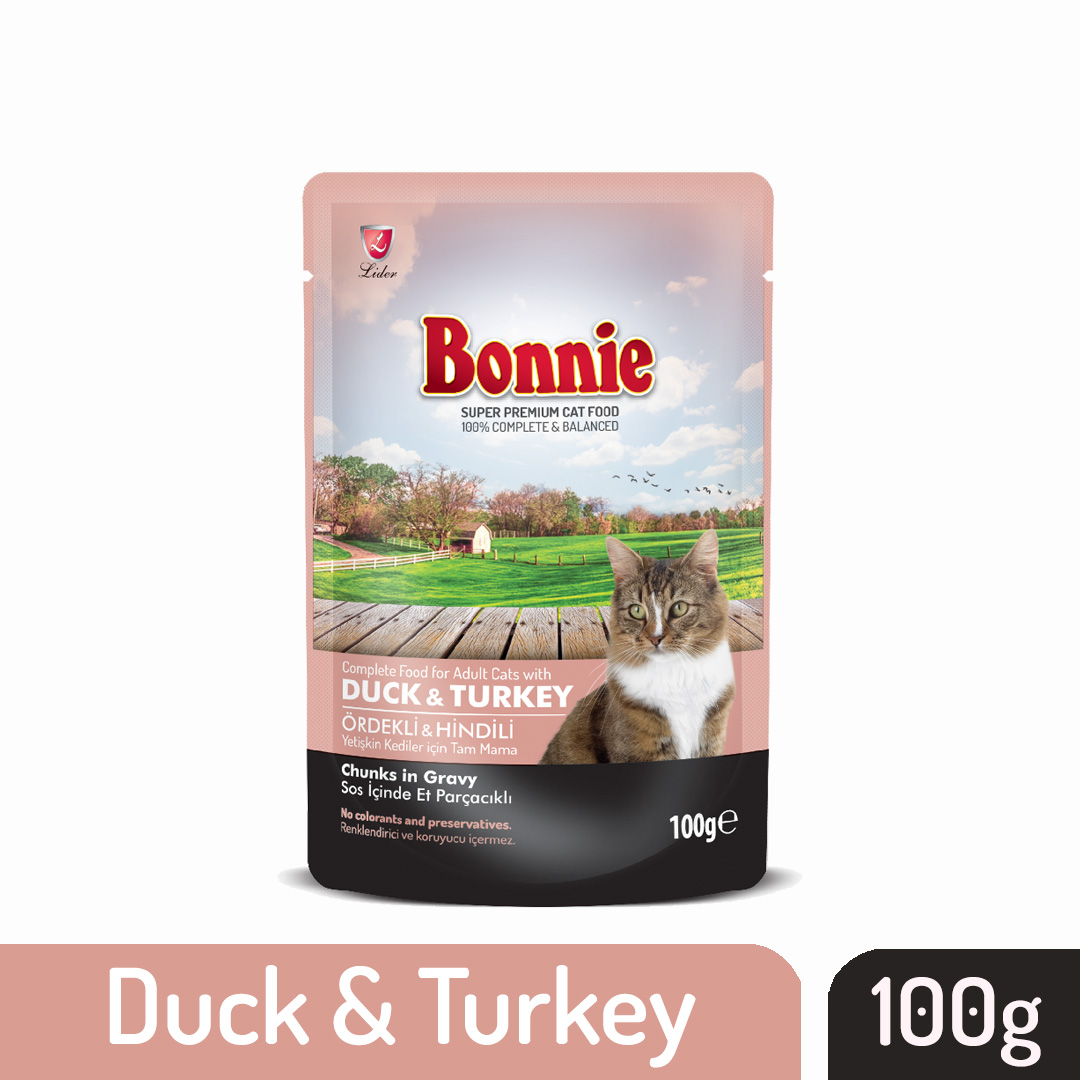 Lider
Bonnie
SUPER PREMIUM CAT FOOD
100% COMPLETE & BALANCED
Complete Food for Adult Cats with
DUCK & TURKEY
ÖRDEKLİ & HİNDİLİ
Yetişkin Kediler için Tam Mama
Chunks in Gravy
Sos İçinde Et Parçacıklı
No colorants and preservatives.
Renklendirici ve koruyucu içermez.
100g℮
Duck & Turkey
100g